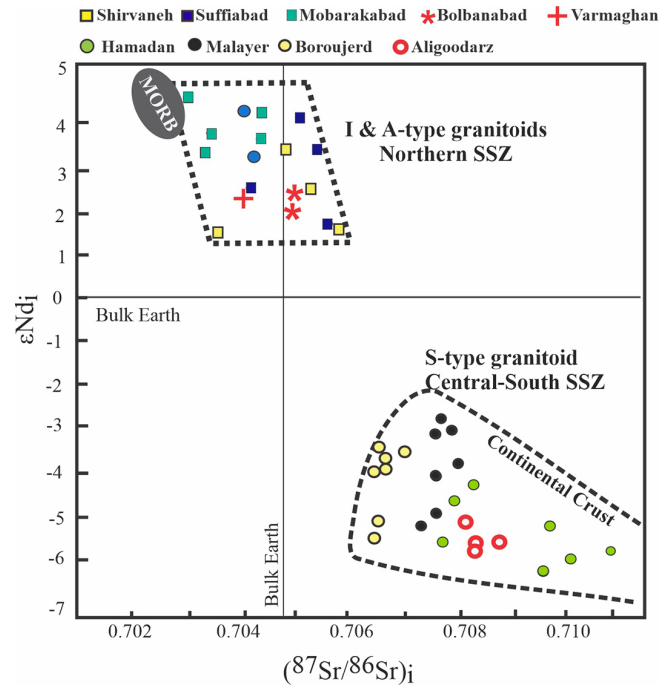 Shirvaneh Suffiabad Mobarakabad Bolbanabad Varmaghan
Hamadan Malayer Boroujerd Aligoodarz
5
MORB
4
I & A-type granitoids
Northern SSZ
3
2
1
0
Bulk Earth
εNdi
-1
S-type granitoid
-2
Central-South SSZ
-3
Continental Crust
-4
-5
Bulk Earth
-6
-7
0.702 0.704 0.706 0.708 0.710
(87Sr/86Sr)i